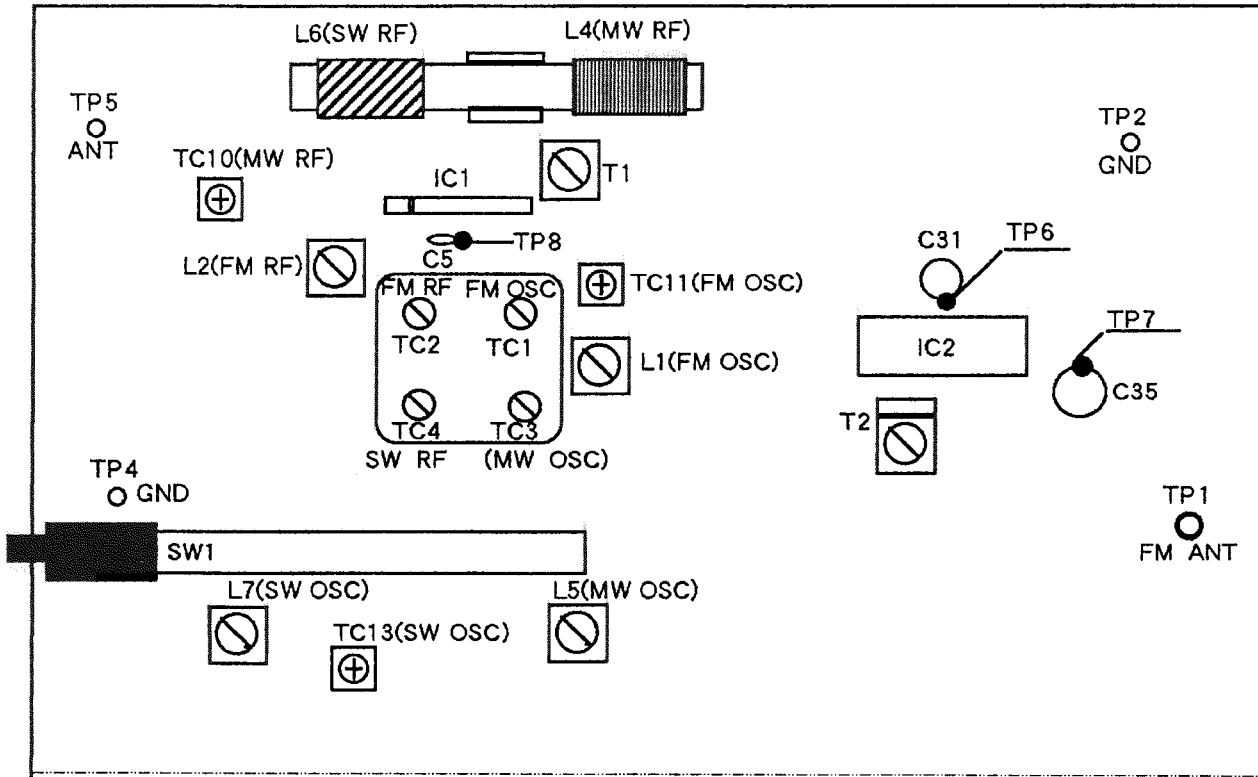 L6(SW RF)
L4(MW RF)
TP5
ANT
TP2
GND
TC10(MW RF)
IC1
T1
C31
TP6
TP8
C5
L2(FM RF)
FM RF
FM OSC
TC11(FM OSC)
TC2
TC1
IC2
TP7
L1(FM OSC)
C35
TC4
TC3
T2
SW RF
(MW OSC)
TP4
GND
TP1
FM ANT
SW1
L7(SW OSC)
L5(MW OSC)
TC13(SW OSC)